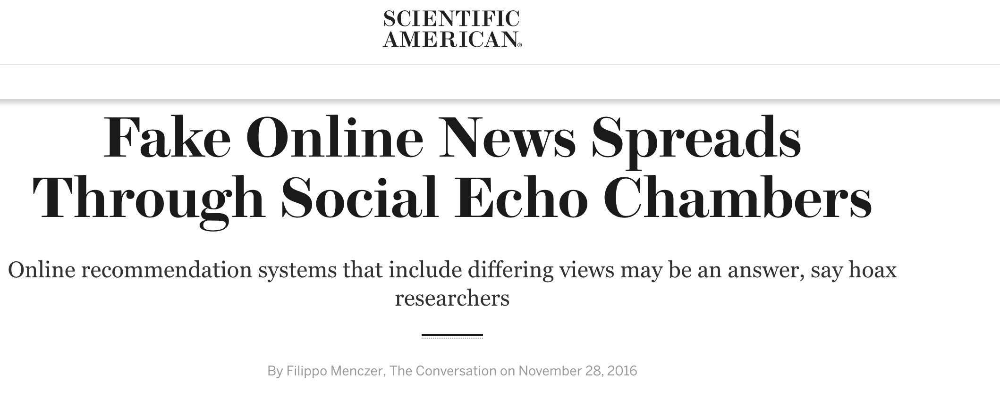 SCIENTIFIC
AMERICAN®
Fake Online News Spreads
Through Social Echo Chambers
Online recommendation systems that include differing views may be an answer, say hoax
researchers
By Filippo Menczer, The Conversation on November 28, 2016